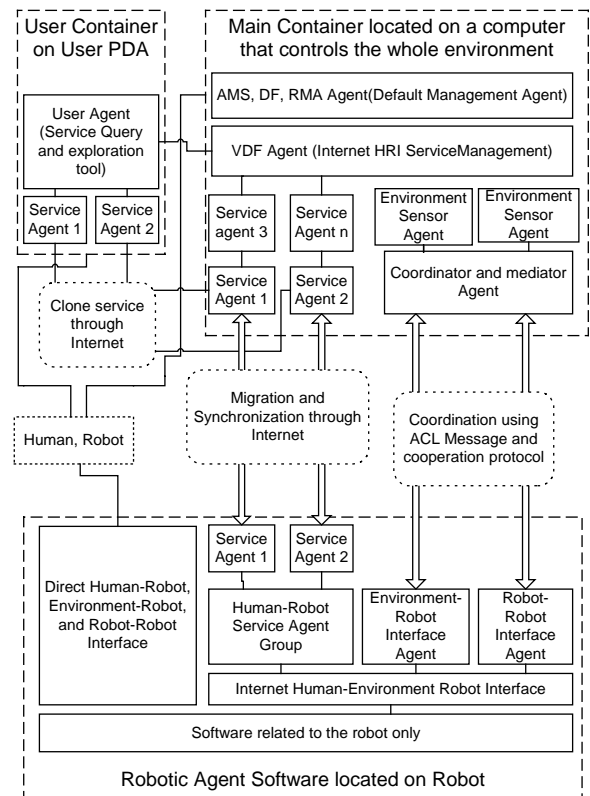 User Container
on User PDA
Main Container located on a computer
that controls the whole environment
AMS, DF, RMA Agent(Default Management Agent)
User Agent
(Service Query
and exploration
tool)
VDF Agent (Internet HRI ServiceManagement)
Service
Agent 1
Service
Agent 2
Service
agent 3
Service
Agent n
Environment
Sensor
Agent
Environment
Sensor
Agent
Service
Agent 1
Service
Agent 2
Coordinator and mediator
Agent
Clone service
through
Internet
Migration and
Synchronization through
Internet
Coordination using
ACL Message and
cooperation protocol
Human, Robot
Service
Agent 1
Service
Agent 2
Direct Human-Robot,
Environment-Robot,
and Robot-Robot
Interface
Human-Robot
Service Agent
Group
Environment-
Robot
Interface
Agent
Robot-
Robot
Interface
Agent
Internet Human-Environment Robot Interface
Software related to the robot only
Robotic Agent Software located on Robot